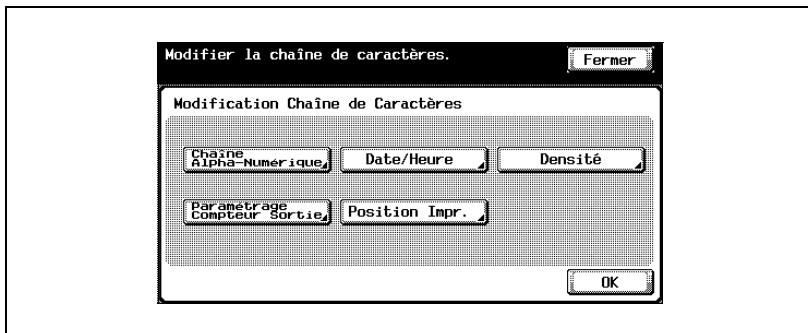 Modifier la chaîne de caractères.
Fermer
Modification Chaîne de Caractères
Chaîne
Alpha-Numérique
Date/Heure
Densité
Paramétrage
Compteur Sortie
Position Impr.
OK